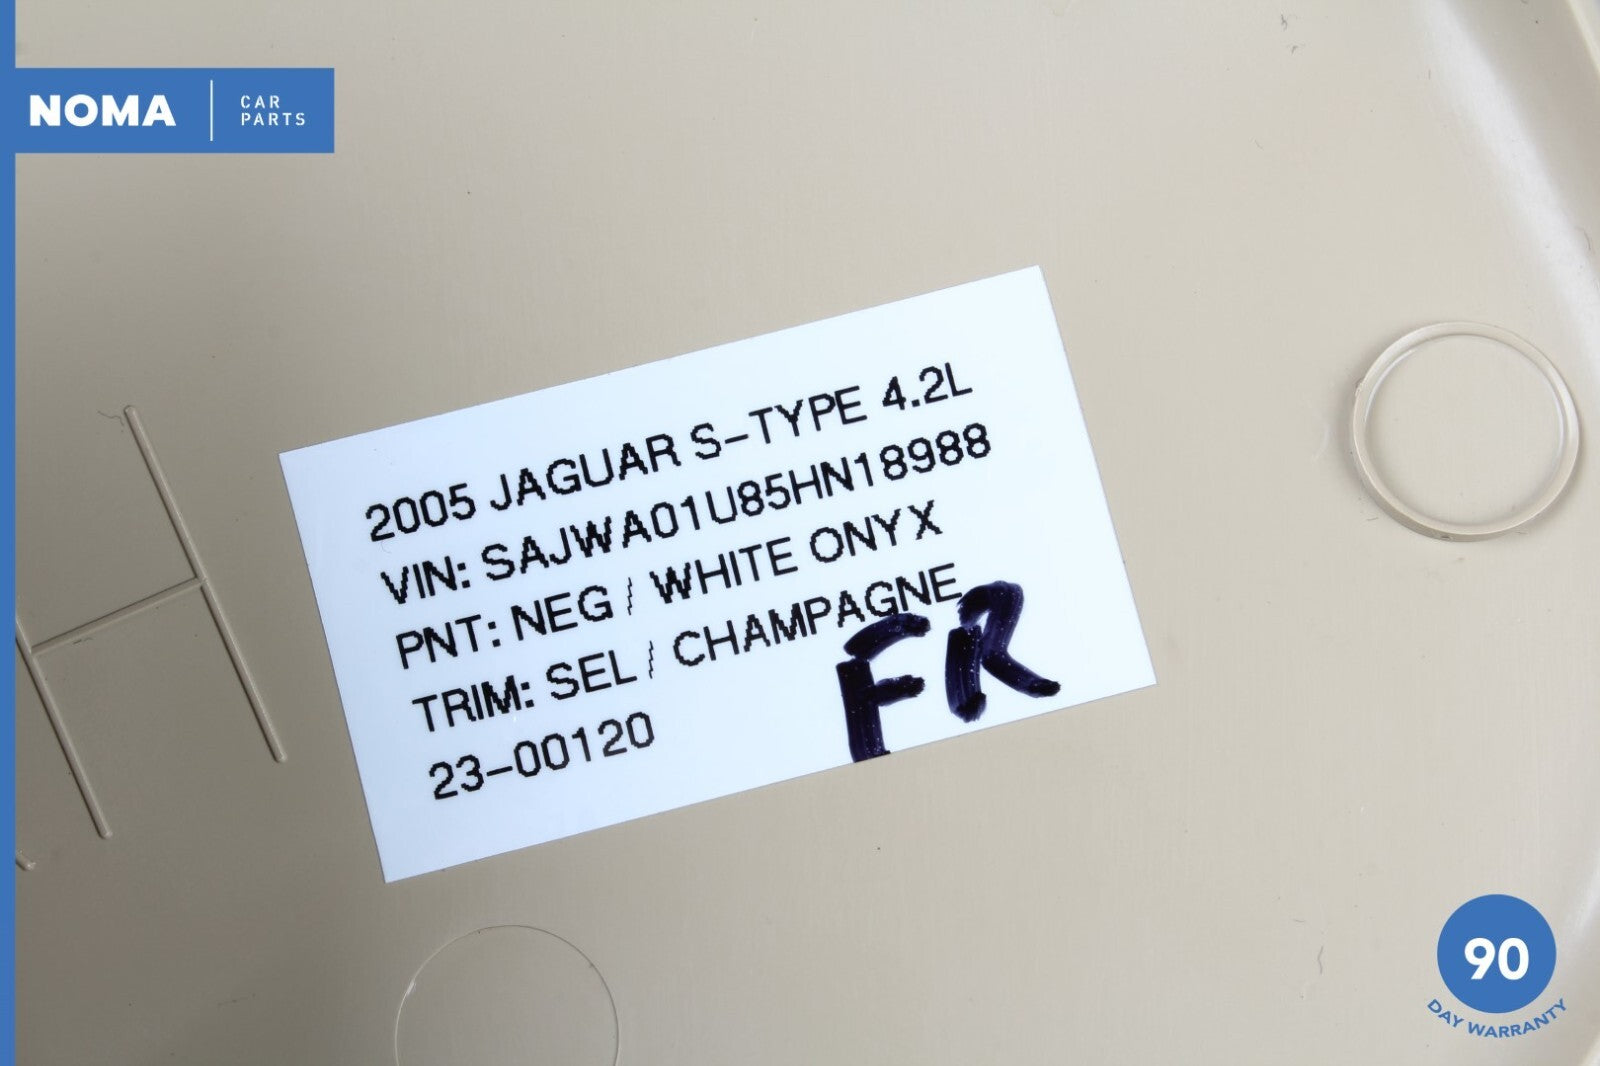 NOMA
CAR
PARTS
2005 JAGUAR S-TYPE 4.2L
VIN: SAJWA01U85HN18988
PNT: NEG / WHITE ONYX
TRIM: SEL / CHAMPAGNE
23-00120
FR
H
90
DAY WARRANTY